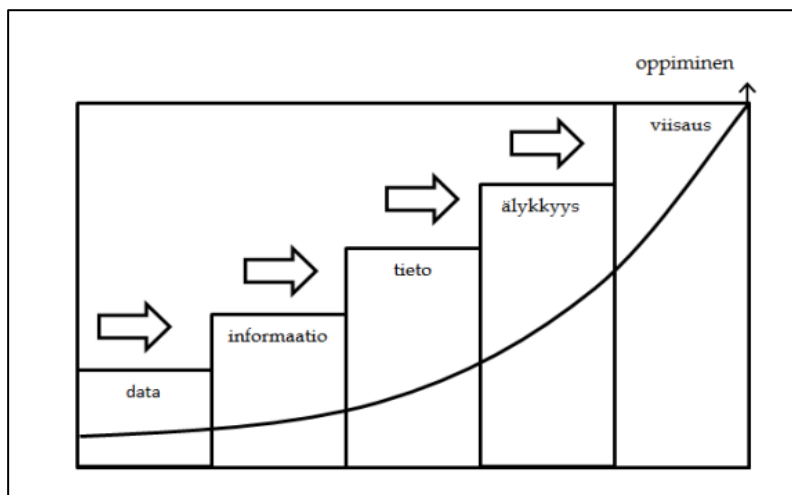 oppiminen
viisaus
älykkyys
tieto
informaatio
data